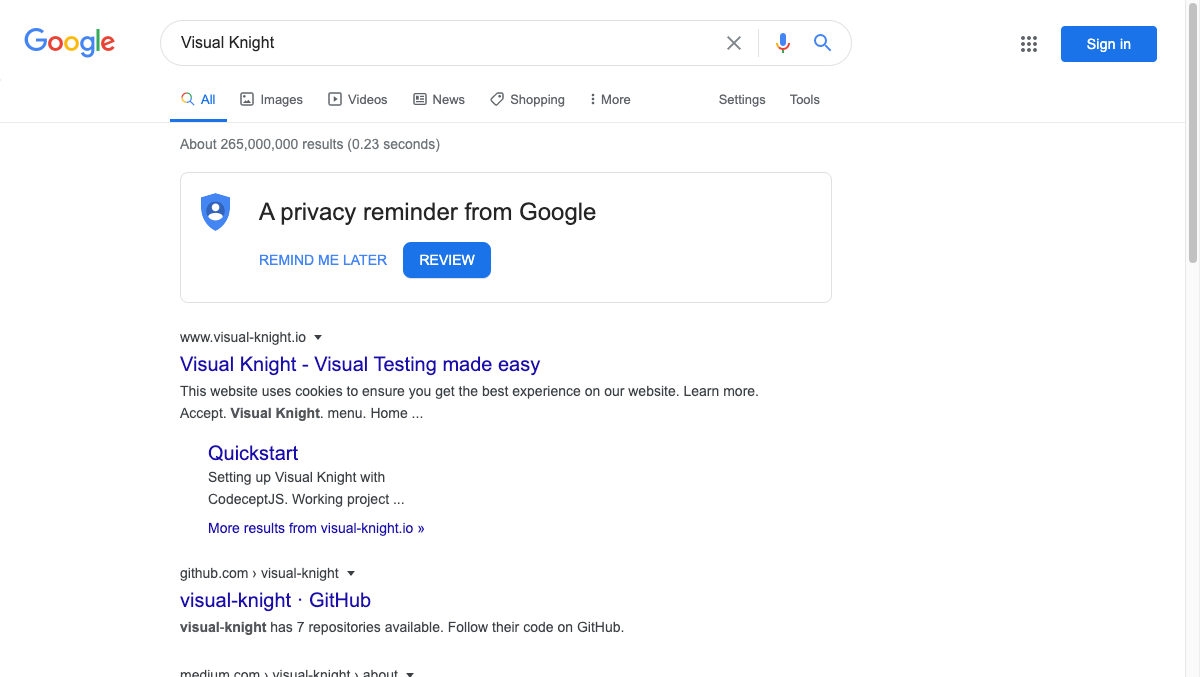 Google
Visual Knight
Sign in
All Images Videos News Shopping More Settings Tools
About 265,000,000 results (0.23 seconds)
A privacy reminder from Google
REMIND ME LATER REVIEW
www.visual-knight.io
Visual Knight - Visual Testing made easy
This website uses cookies to ensure you get the best experience on our website. Learn more.
Accept. Visual Knight. menu. Home ...
Quickstart
Setting up Visual Knight with
CodeceptJS. Working project ...
More results from visual-knight.io »
github.com › visual-knight
visual-knight · GitHub
visual-knight has 7 repositories available. Follow their code on GitHub.
medium.com › visual-knight › about